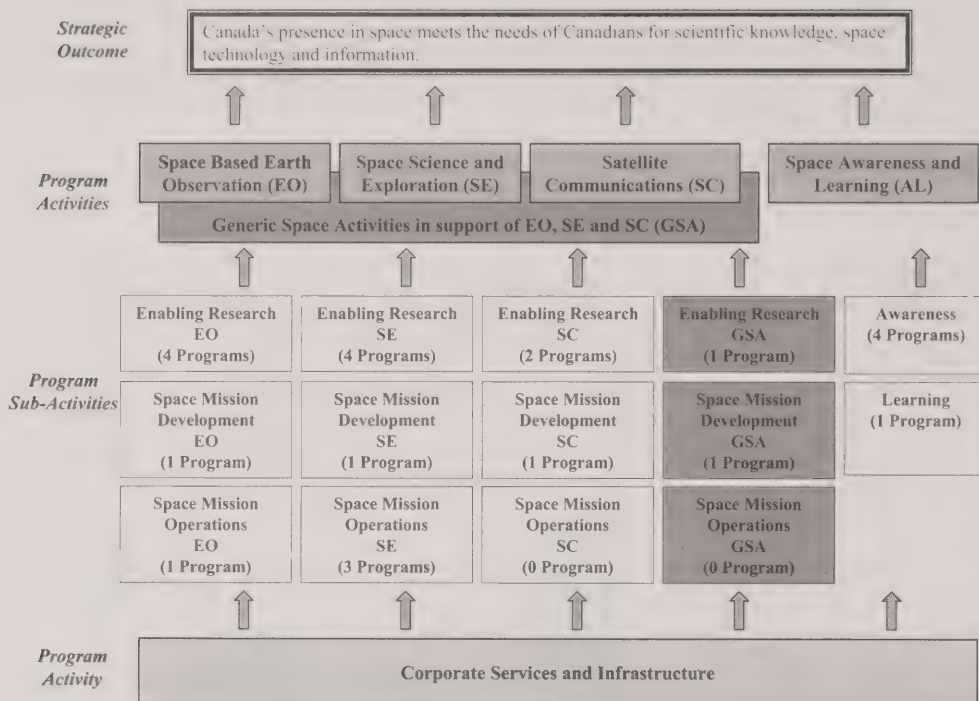 Strategic
Outcome
Canada's presence in space meets the needs of Canadians for scientific knowledge, space
technology and information.
Program
Activities
Space Based Earth
Observation (EO)
Space Science and
Exploration (SE)
Satellite
Communications (SC)
Space Awareness and
Learning (AL)
Generic Space Activities in support of EO, SE and SC (GSA)
Program
Sub-Activities
Enabling Research
EO
(4 Programs)
Enabling Research
SE
(4 Programs)
Enabling Research
SC
(2 Programs)
Enabling Research
GSA
(1 Program)
Awareness
(4 Programs)
Space Mission
Development
EO
(1 Program)
Space Mission
Development
SE
(1 Program)
Space Mission
Development
SC
(1 Program)
Space Mission
Development
GSA
(1 Program)
Learning
(1 Program)
Space Mission
Operations
EO
(1 Program)
Space Mission
Operations
SE
(3 Programs)
Space Mission
Operations
SC
(0 Program)
Space Mission
Operations
GSA
(0 Program)
Program
Activity
Corporate Services and Infrastructure